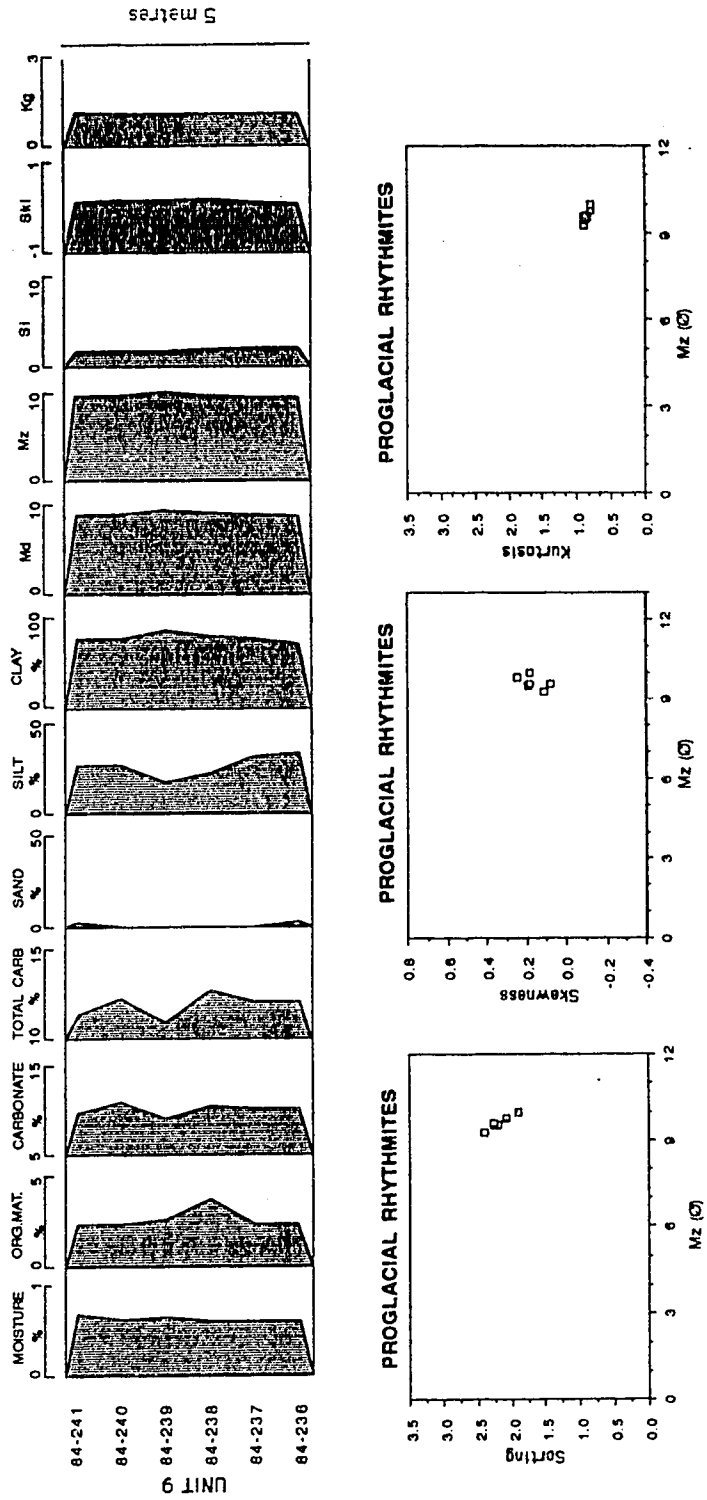 MOISTURE ORG.MAT. CARBONATE TOTAL CARB SAND SILT CLAY Md Mz SI SkI Kg
% % % % % % %
0 1 0 5 5 15 10 15 0 50 0 50 0 100 0 10 0 10 0 10 -1 1 0 3
UNIT 9
84-241
84-240
84-239
84-238
84-237
84-236
5 metres
PROGLACIAL RHYTHMITES
Sorting
3.5
3.0
2.5
2.0
1.5
1.0
0.5
0.0
0 3 6 9 12
Mz (Ø)
PROGLACIAL RHYTHMITES
Skewness
0.8
0.6
0.4
0.2
0.0
-0.2
-0.4
0 3 6 9 12
Mz (Ø)
PROGLACIAL RHYTHMITES
Kurtosis
3.5
3.0
2.5
2.0
1.5
1.0
0.5
0.0
0 3 6 9 12
Mz (Ø)